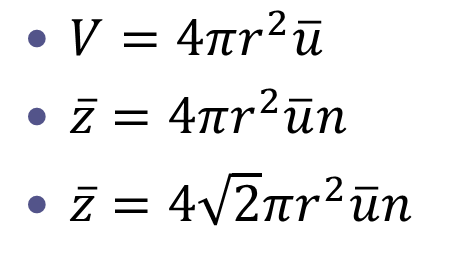 • V = 4πr²ū
• z̄ = 4πr²ūn
• z̄ = 4√2πr²ūn